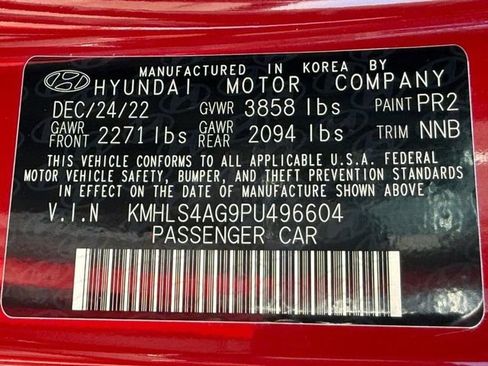 MANUFACTURED IN KOREA BY
HYUNDAI MOTOR COMPANY
DEC/24/22 GVWR 3858 lbs PAINT PR2
GAWR FRONT 2271 lbs GAWR REAR 2094 lbs TRIM NNB
THIS VEHICLE CONFORMS TO ALL APPLICABLE U.S.A. FEDERAL
MOTOR VEHICLE SAFETY, BUMPER, AND THEFT PREVENTION STANDARDS
IN EFFECT ON THE DATE OF MANUFACTURE SHOWN ABOVE
V.I.N KMHLS4AG9PU496604
PASSENGER CAR